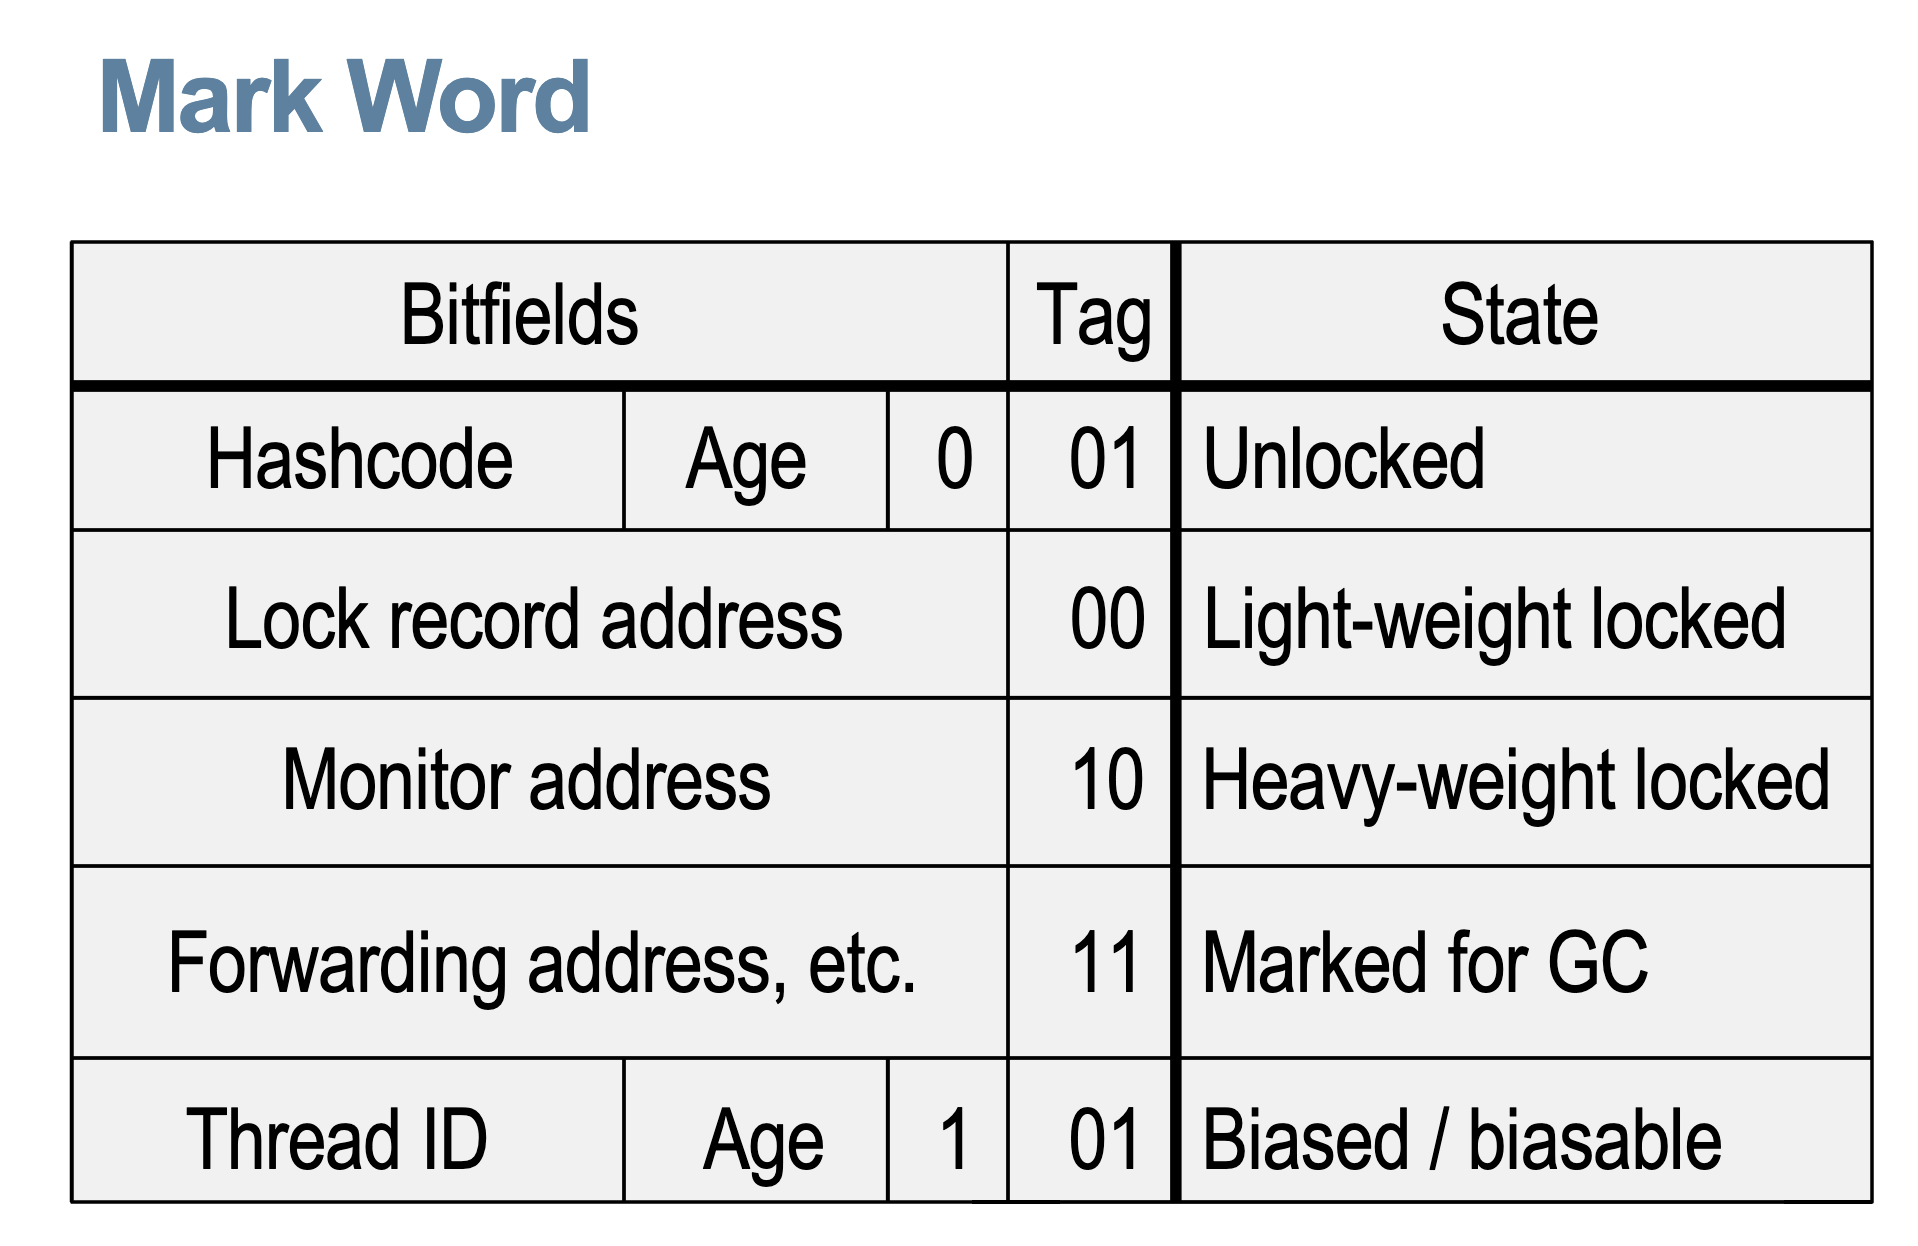 Mark Word
Bitfields Tag State
Hashcode Age 0 01 Unlocked
Lock record address 00 Light-weight locked
Monitor address 10 Heavy-weight locked
Forwarding address, etc. 11 Marked for GC
Thread ID Age 1 01 Biased / biasable